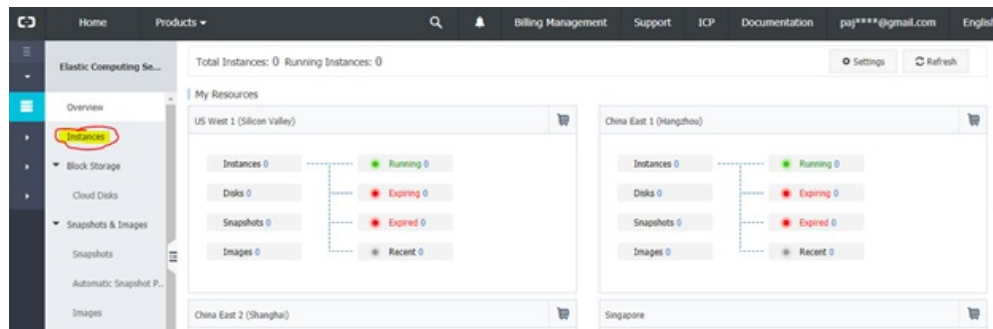 Home Products Billing Management Support ICP Documentation paj****@gmail.com English
Elastic Computing Se...
Total Instances: 0 Running Instances: 0 Settings Refresh
Overview
Instances
Block Storage
Cloud Disks
Snapshots & Images
Snapshots
Automatic Snapshot P...
Images
My Resources
US West 1 (Silicon Valley)
Instances 0 Running 0
Disks 0 Expiring 0
Snapshots 0 Expired 0
Images 0 Recent 0
China East 1 (Hangzhou)
Instances 0 Running 0
Disks 0 Expiring 0
Snapshots 0 Expired 0
Images 0 Recent 0
China East 2 (Shanghai)
Singapore